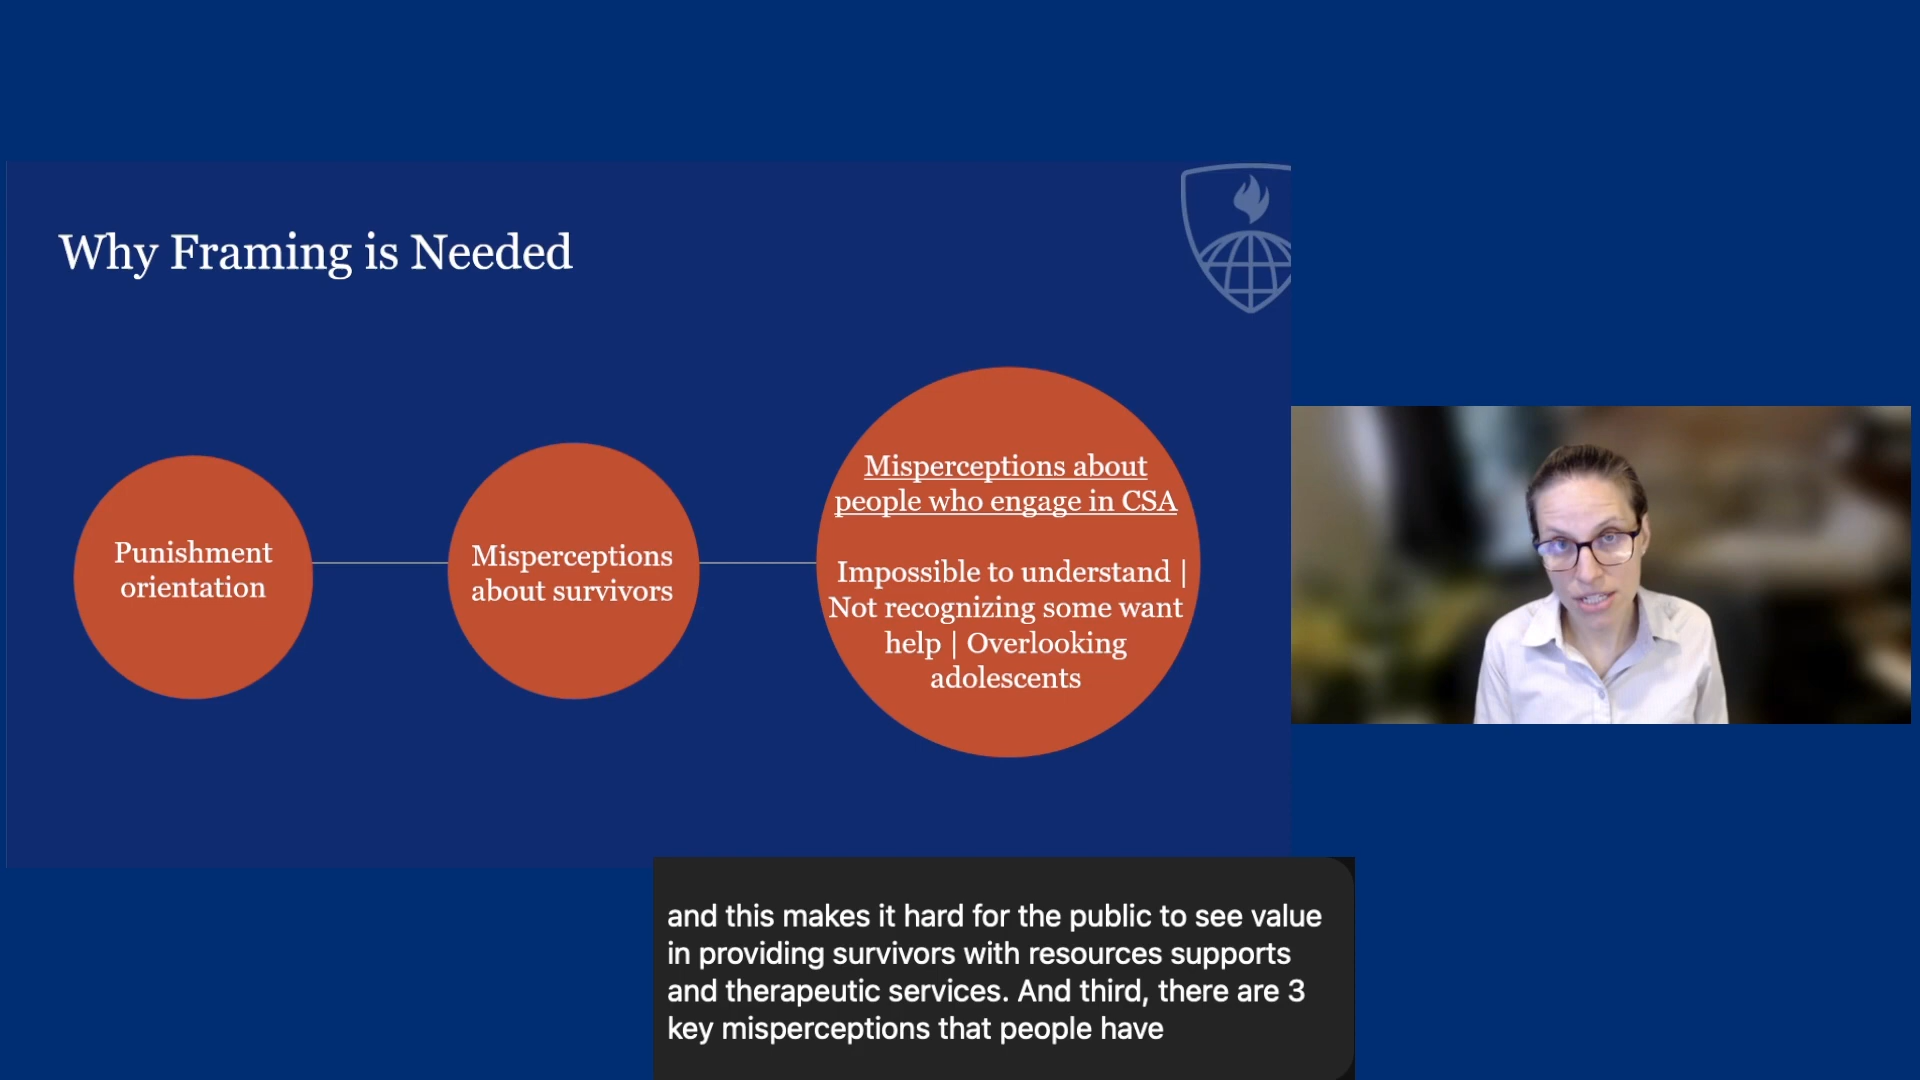 Why Framing is Needed
Punishment
orientation
Misperceptions
about survivors
Misperceptions about
people who engage in CSA
Impossible to understand |
Not recognizing some want
help | Overlooking
adolescents
and this makes it hard for the public to see value
in providing survivors with resources supports
and therapeutic services. And third, there are 3
key misperceptions that people have